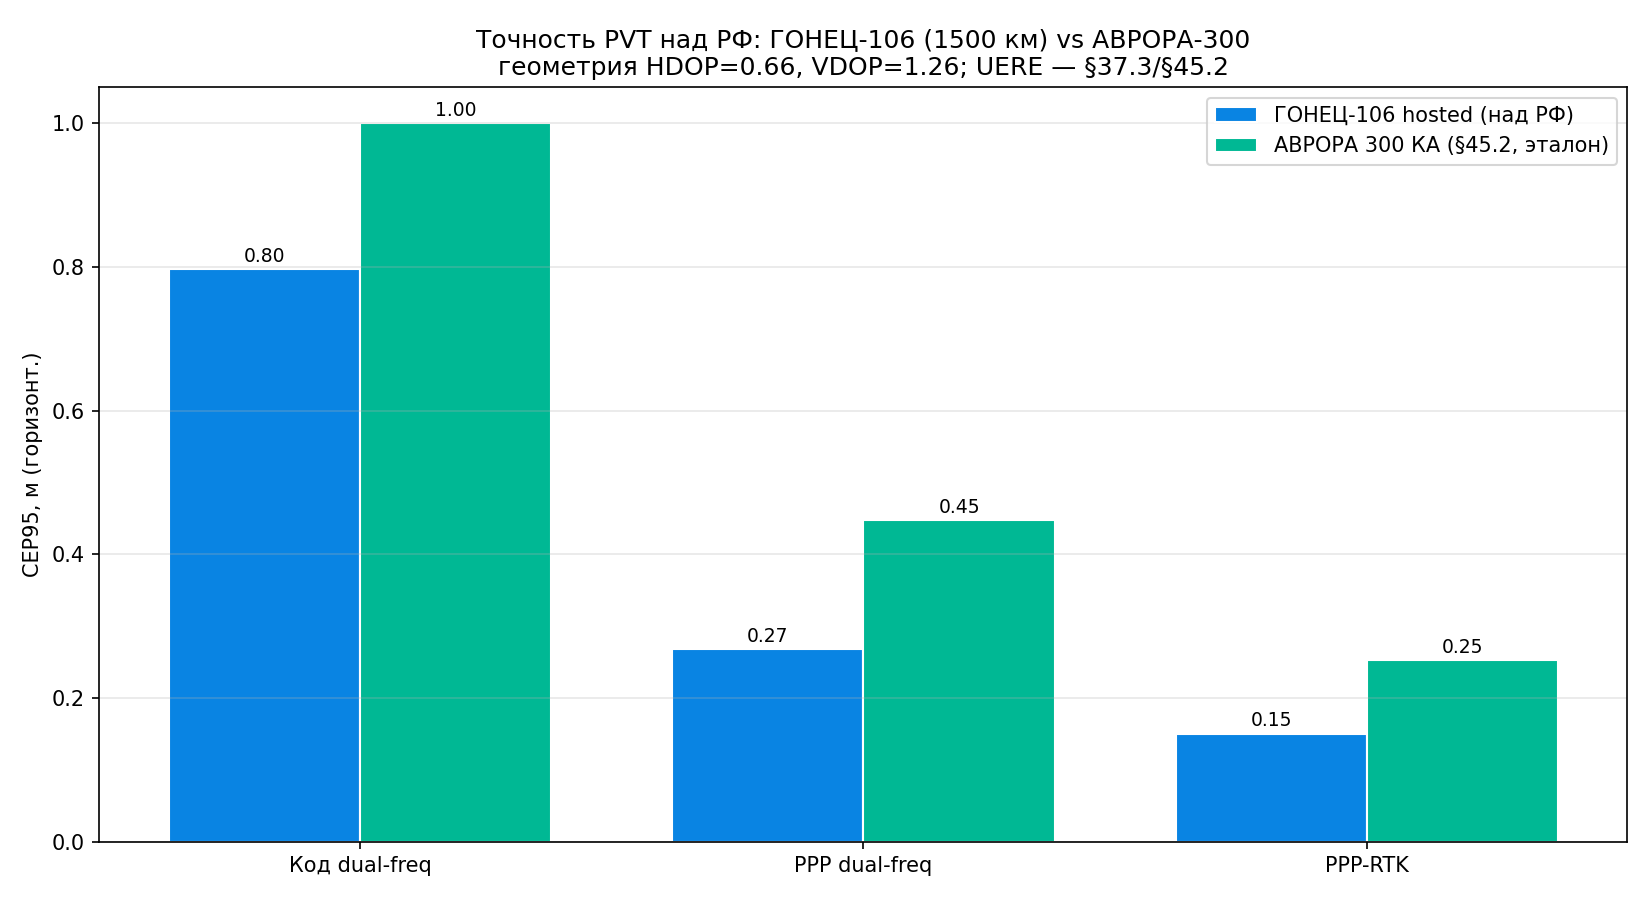 Точность PVT над РФ: ГОНЕЦ-106 (1500 км) vs АВРОРА-300
геометрия HDOP=0.66, VDOP=1.26; UERE — §37.3/§45.2
ГОНЕЦ-106 hosted (над РФ)
АВРОРА 300 КА (§45.2, эталон)
CEP95, м (горизонт.)
1.0
0.8
0.6
0.4
0.2
0.0
0.80
1.00
0.27
0.45
0.15
0.25
Код dual-freq
PPP dual-freq
PPP-RTK